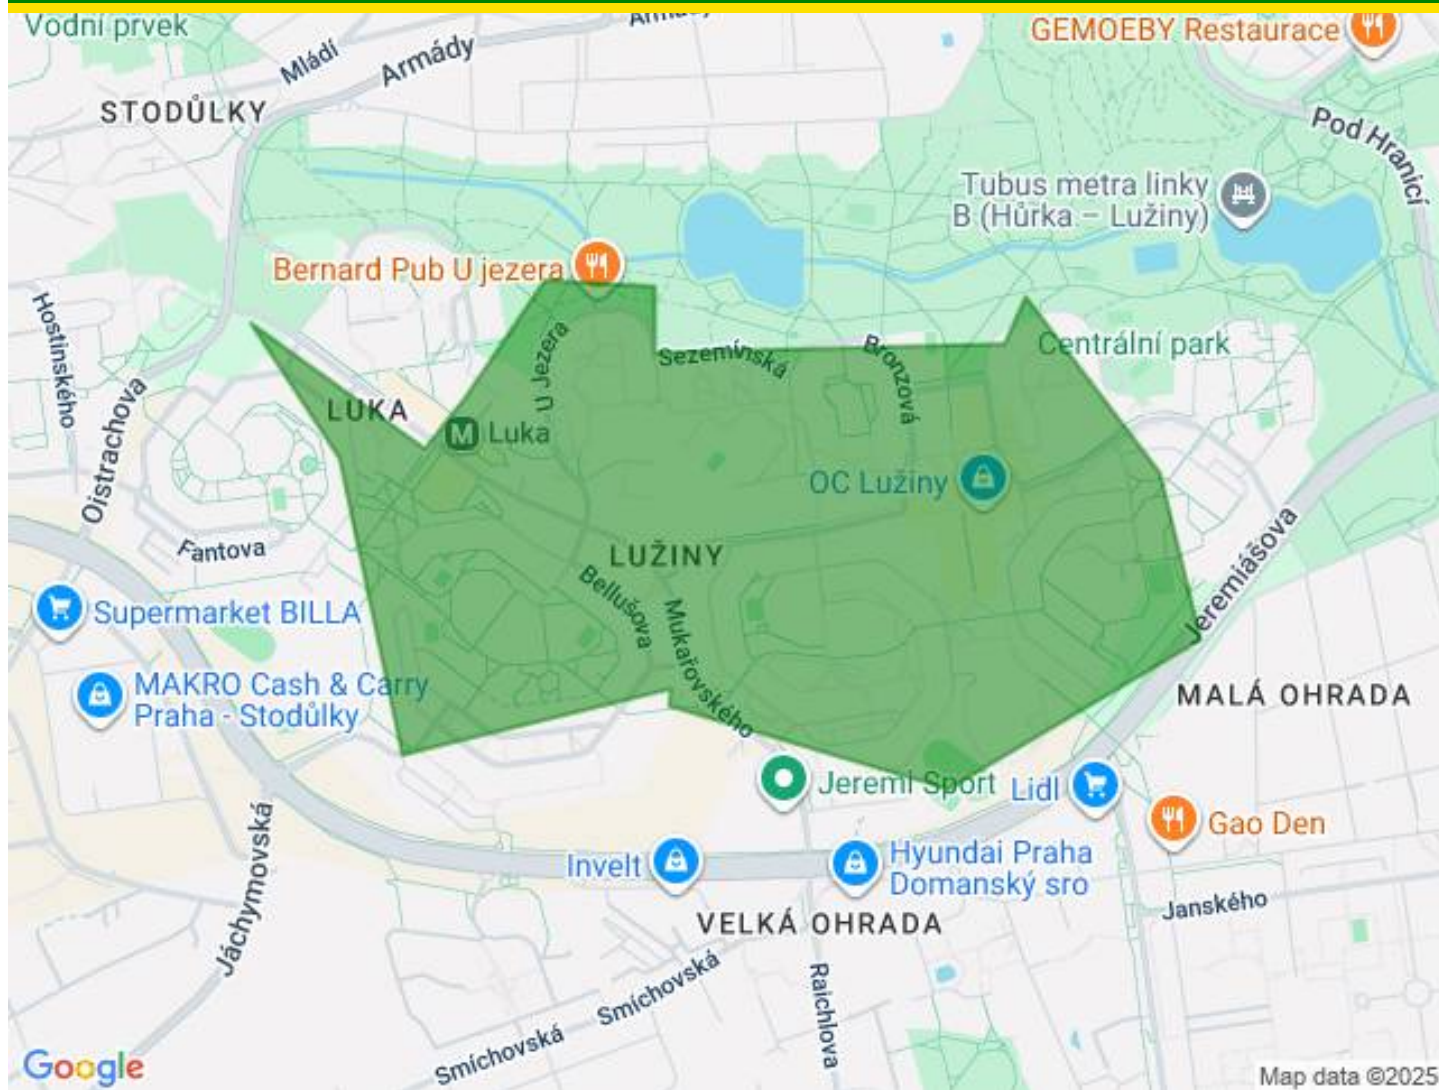 Vodní prvek
Mládí
Armády
GEMOEBY Restaurace
STODŮLKY
Pod Hranicí
Tubus metra linky
B (Hůrka – Lužiny)
Bernard Pub U jezera
Hostinského
Oistrachova
LUKA
Luka
U Jezera
Sezemínská
Bronzová
Centrální park
OC Lužiny
Fantova
LUŽINY
Jeremiášova
Supermarket BILLA
Bellušova
Mukařovského
MAKRO Cash & Carry
Praha - Stodůlky
MALÁ OHRADA
Jeremi Sport
Lidl
Gao Den
Jáchymovská
Invelt
Hyundai Praha
Domanský sro
VELKÁ OHRADA
Janského
Smíchovská
Raichlova
Smíchovská
Google
Map data ©2025